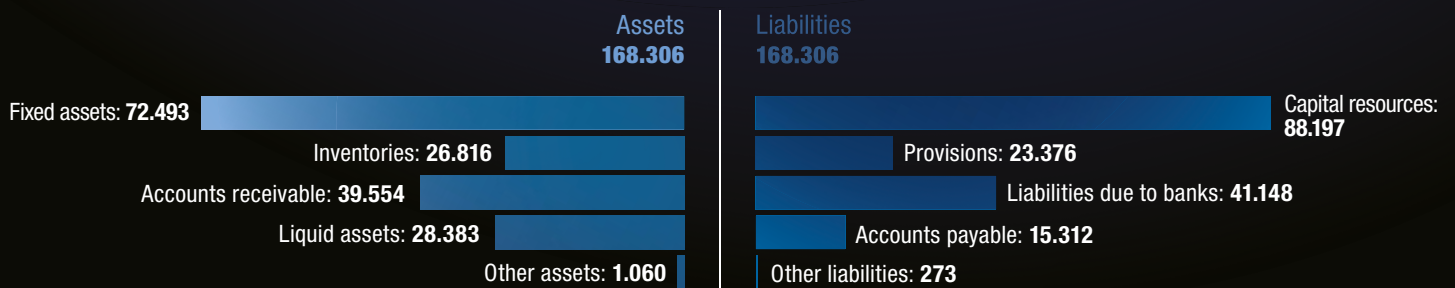 Assets
168.306
Fixed assets: 72.493
Inventories: 26.816
Accounts receivable: 39.554
Liquid assets: 28.383
Other assets: 1.060
Liabilities
168.306
Capital resources:
88.197
Provisions: 23.376
Liabilities due to banks: 41.148
Accounts payable: 15.312
Other liabilities: 273